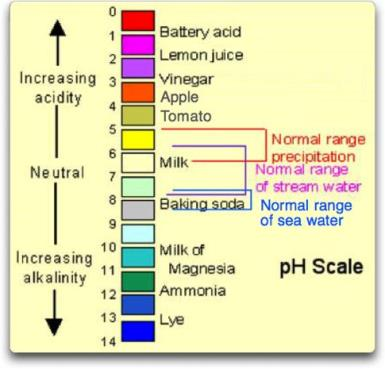 0
1
2
3
4
5
6
7
8
9
10
11
12
13
14
Increasing
acidity
Neutral
Increasing
alkalinity
Battery acid
Lemon juice
Vinegar
Apple
Tomato
Milk
Baking soda
Milk of
Magnesia
Ammonia
Lye
Normal range
precipitation
Normal range
of stream water
Normal range
of sea water
pH Scale